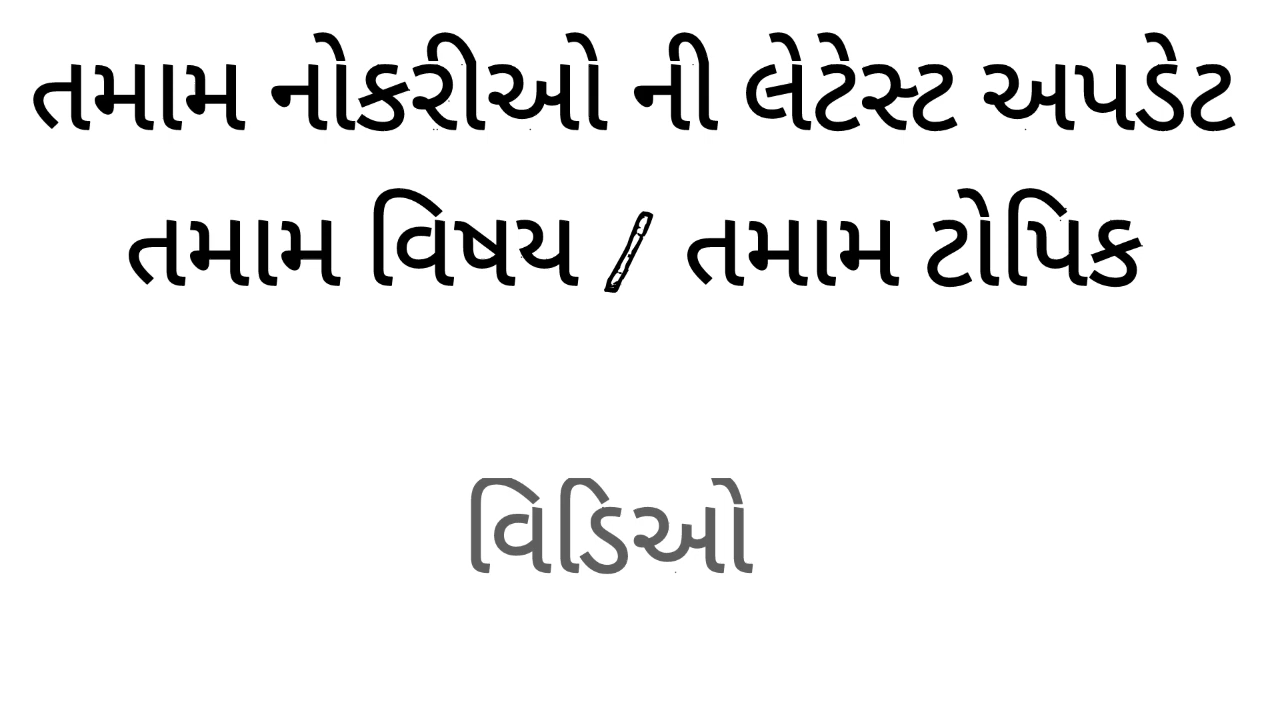 તમામ નોકરીઓ ની લેટેસ્ટ અપડેટ
તમામ વિષય / તમામ ટોપિક
વિડિઓ